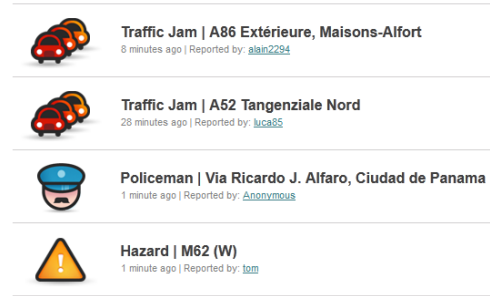 Traffic Jam | A86 Extérieure, Maisons-Alfort
8 minutes ago | Reported by: alain2294
Traffic Jam | A52 Tangenziale Nord
28 minutes ago | Reported by: luca85
Policeman | Via Ricardo J. Alfaro, Ciudad de Panama
1 minute ago | Reported by: Anonymous
Hazard | M62 (W)
1 minute ago | Reported by: tom